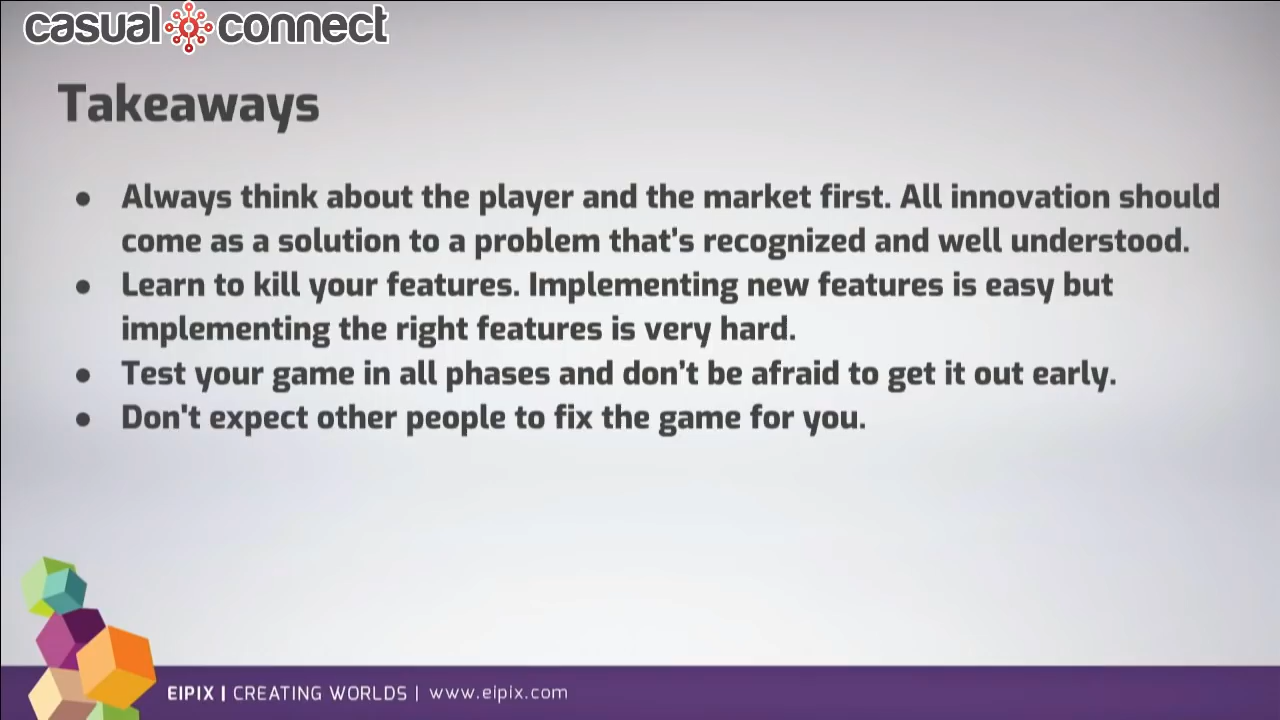 casual connect
Takeaways
● Always think about the player and the market first. All innovation should
come as a solution to a problem that's recognized and well understood.
● Learn to kill your features. Implementing new features is easy but
implementing the right features is very hard.
● Test your game in all phases and don't be afraid to get it out early.
● Don't expect other people to fix the game for you.
EIPIX | CREATING WORLDS | www.eipix.com